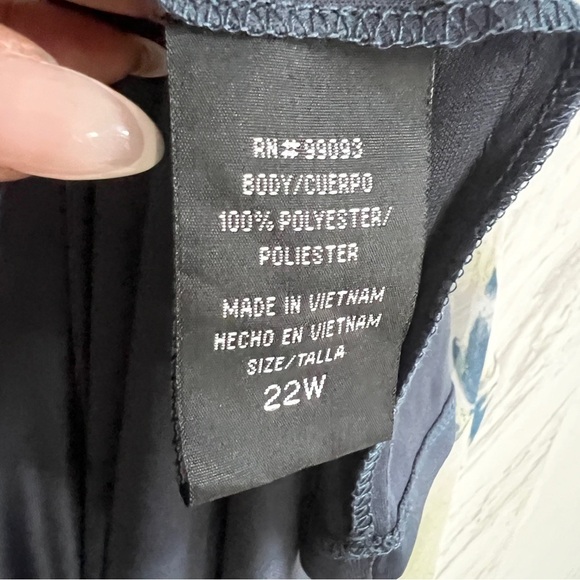 RN#99093
BODY/CUERPO
100% POLYESTER/
POLIESTER
MADE IN VIETNAM
HECHO EN VIETNAM
SIZE/TALLA
22W